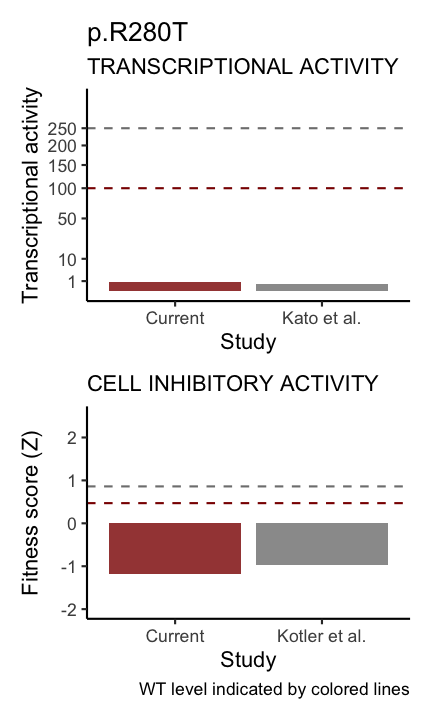 p.R280T
TRANSCRIPTIONAL ACTIVITY
Transcriptional activity
250
200
150
100
50
10
1
Current
Kato et al.
Study
CELL INHIBITORY ACTIVITY
Fitness score (Z)
2
1
0
-1
-2
Current
Kotler et al.
Study
WT level indicated by colored lines